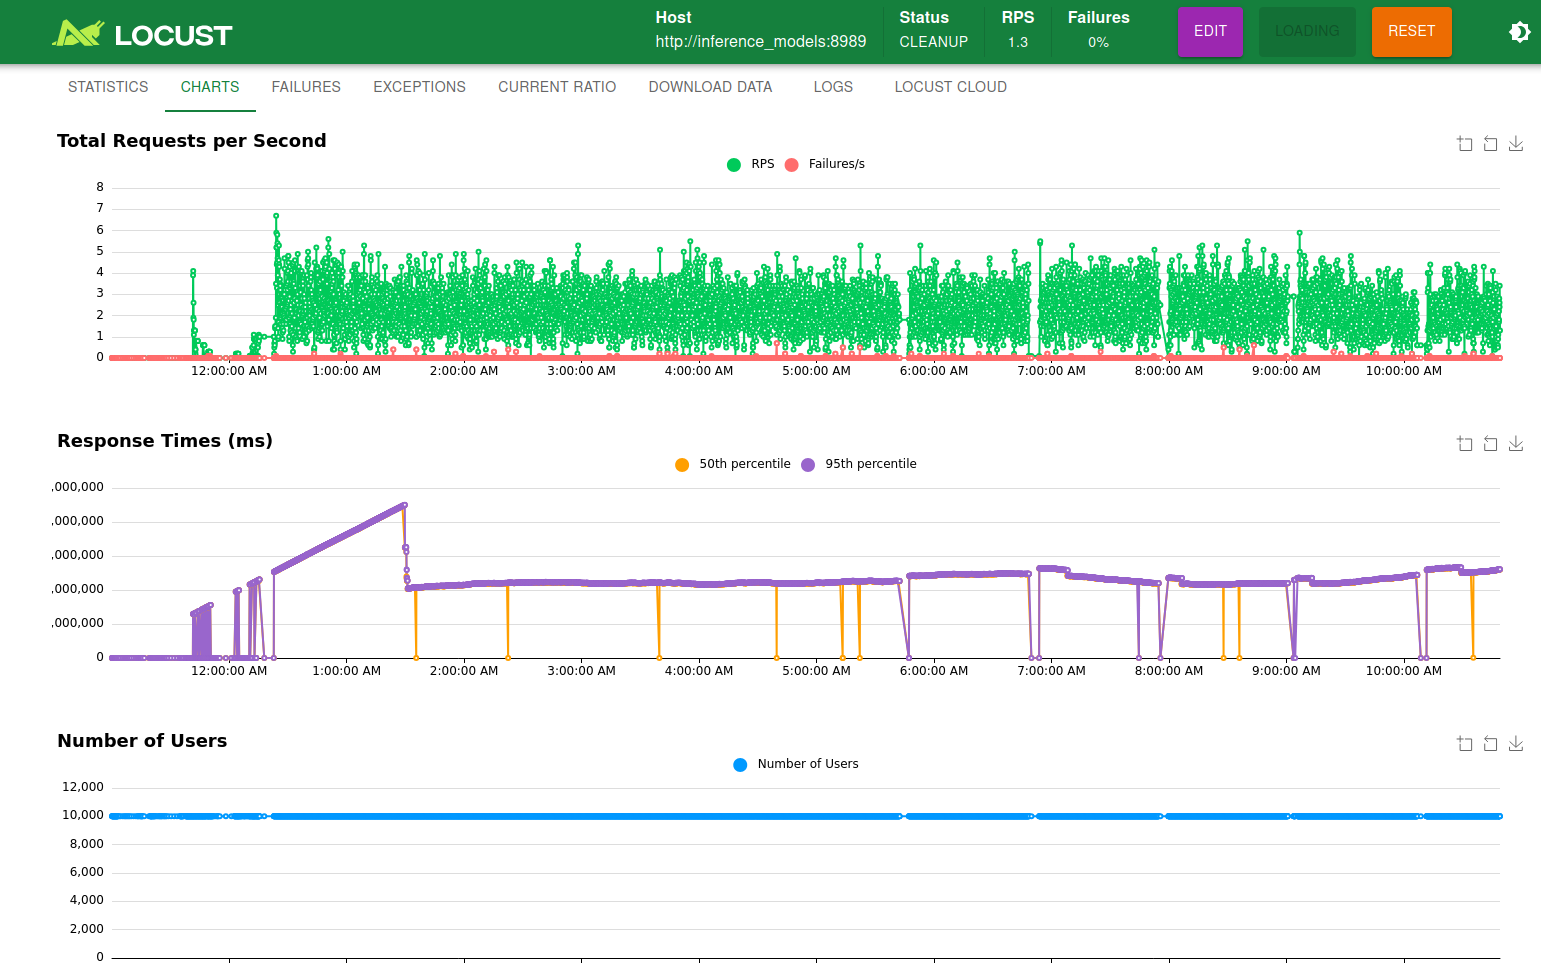 LOCUST
Host
http://inference_models:8989
Status
CLEANUP
RPS
1.3
Failures
0%
EDIT
LOADING
RESET
STATISTICS CHARTS FAILURES EXCEPTIONS CURRENT RATIO DOWNLOAD DATA LOGS LOCUST CLOUD
Total Requests per Second
RPS Failures/s
8
7
6
5
4
3
2
1
0
12:00:00 AM 1:00:00 AM 2:00:00 AM 3:00:00 AM 4:00:00 AM 5:00:00 AM 6:00:00 AM 7:00:00 AM 8:00:00 AM 9:00:00 AM 10:00:00 AM
Response Times (ms)
50th percentile 95th percentile
,000,000
,000,000
,000,000
,000,000
,000,000
0
12:00:00 AM 1:00:00 AM 2:00:00 AM 3:00:00 AM 4:00:00 AM 5:00:00 AM 6:00:00 AM 7:00:00 AM 8:00:00 AM 9:00:00 AM 10:00:00 AM
Number of Users
Number of Users
12,000
10,000
8,000
6,000
4,000
2,000
0